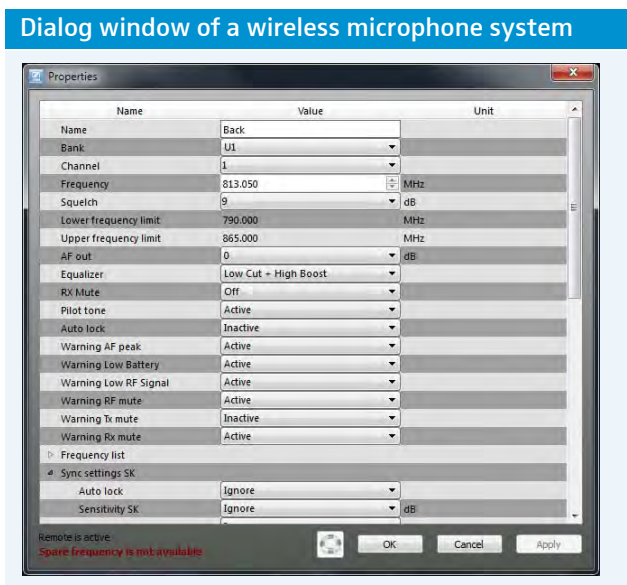 Dialog window of a wireless microphone system
Properties
Name Value Unit
Name Back
Bank U1
Channel 1
Frequency 813.050 MHz
Squelch 9 dB
Lower frequency limit 790.000 MHz
Upper frequency limit 865.000 MHz
AF out 0 dB
Equalizer Low Cut + High Boost
RX Mute Off
Pilot tone Active
Auto lock Inactive
Warning AF peak Active
Warning Low Battery Active
Warning Low RF Signal Active
Warning RF mute Active
Warning Tx mute Inactive
Warning Rx mute Active
Frequency list
Sync settings SK
Auto lock Ignore
Sensitivity SK Ignore dB
Remote is active
Spare frequency is not available
OK Cancel Apply